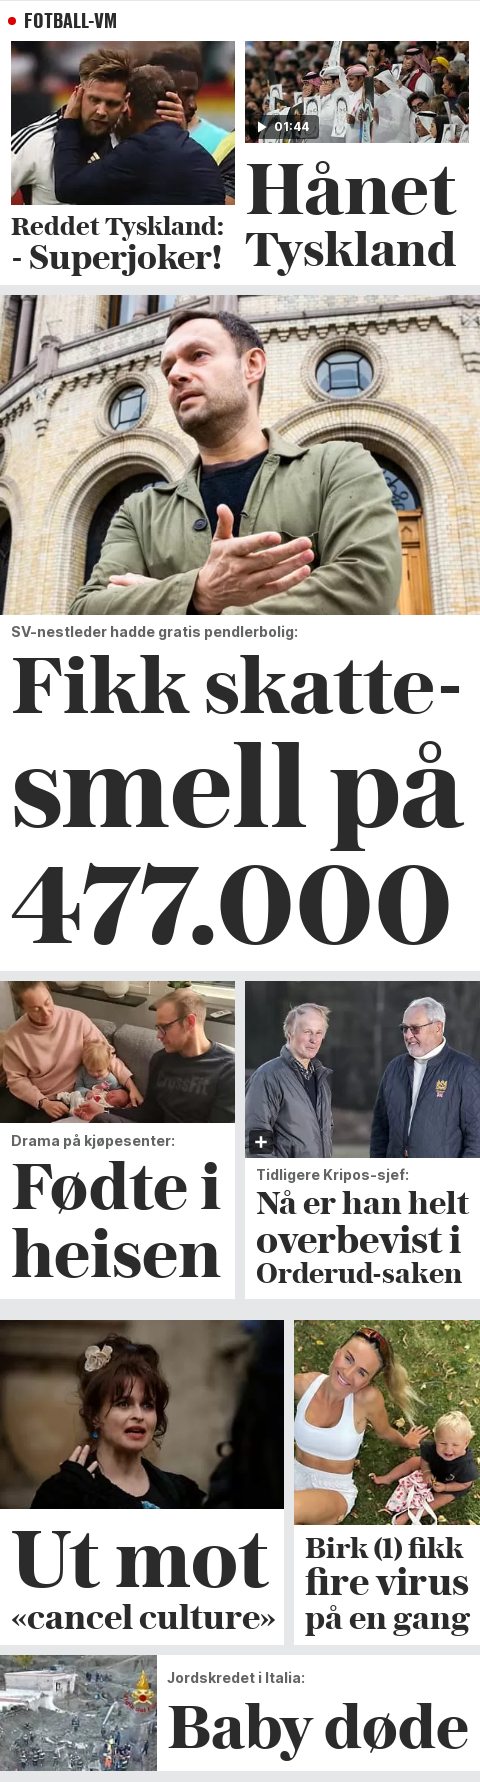 FOTBALL-VM
01:44
Reddet Tyskland:
- Superjoker!
Hånet
Tyskland
SV-nestleder hadde gratis pendlerbolig:
Fikk skatte-
smell på
477.000
CrossFit
Drama på kjøpesenter:
Fødte i
heisen
Tidligere Kripos-sjef:
Nå er han helt
overbevist i
Orderud-saken
Ut mot
«cancel culture»
Birk (1) fikk
fire virus
på en gang
Jordskredet i Italia:
Baby døde